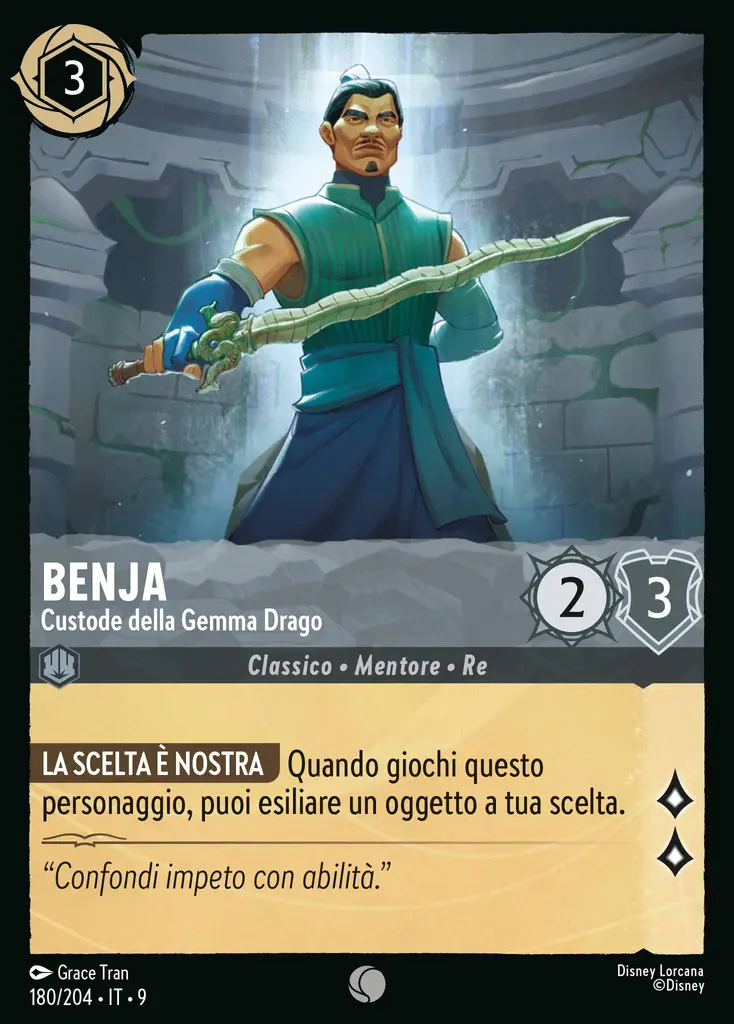 3
BENJA
Custode della Gemma Drago
2
3
Classico • Mentore • Re
LA SCELTA È NOSTRA Quando giochi questo
personaggio, puoi esiliare un oggetto a tua scelta.
“Confondi impeto con abilità.”
Grace Tran
180/204 • IT • 9
Disney Lorcana
©Disney